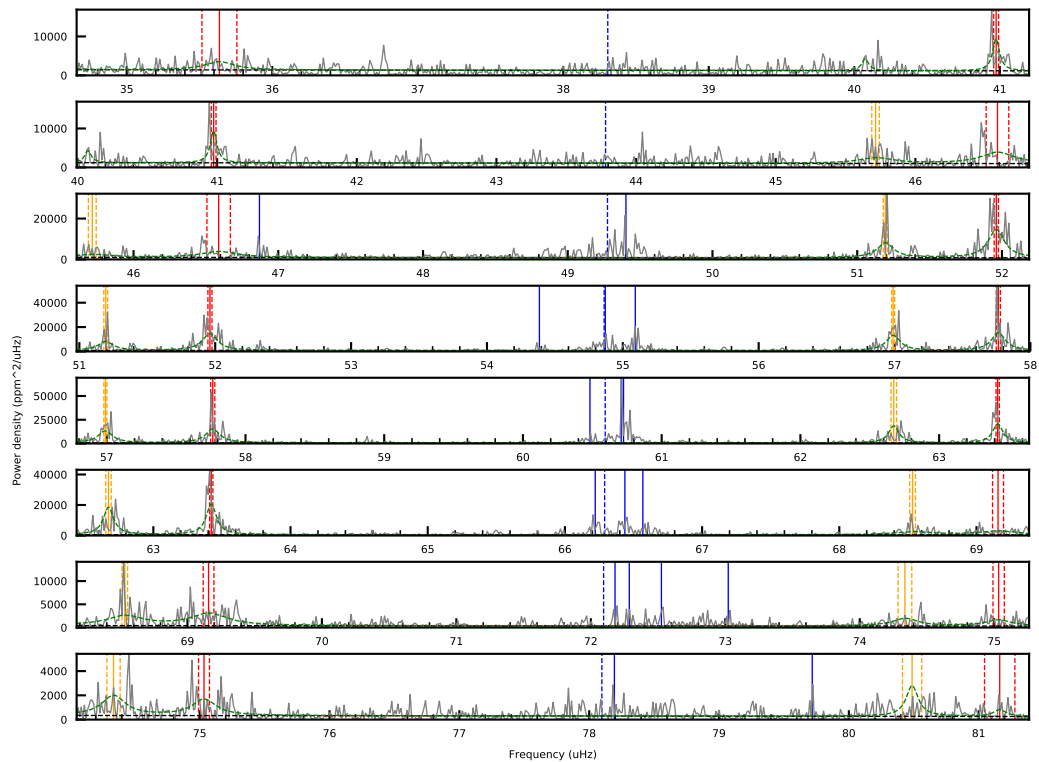 10000
0
35 36 37 38 39 40 41
10000
0
40 41 42 43 44 45 46
20000
0
46 47 48 49 50 51 52
40000
20000
0
51 52 53 54 55 56 57 58
Power density (ppm^2/uHz)
50000
25000
0
57 58 59 60 61 62 63
40000
20000
0
63 64 65 66 67 68 69
10000
5000
0
69 70 71 72 73 74 75
4000
2000
0
75 76 77 78 79 80 81
Frequency (uHz)